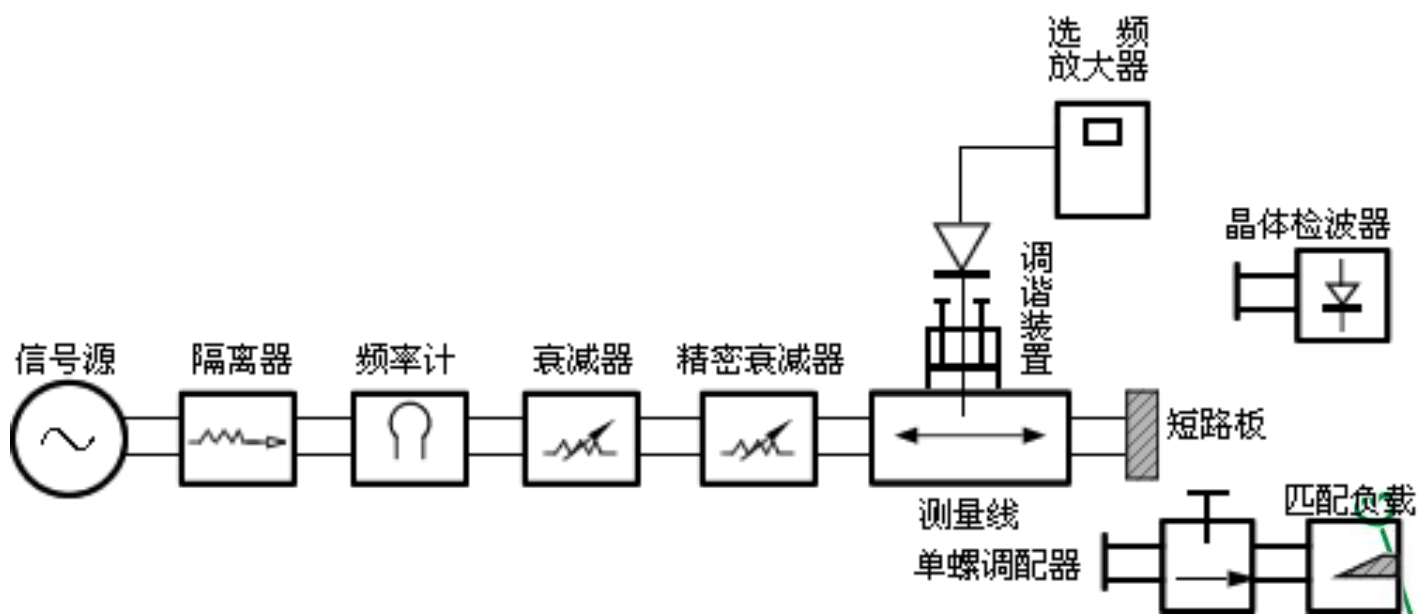 选 频
放大器
晶体检波器
调
谐
装
置
信号源
隔离器
频率计
衰减器
精密衰减器
短路板
测量线
匹配负载
单螺调配器